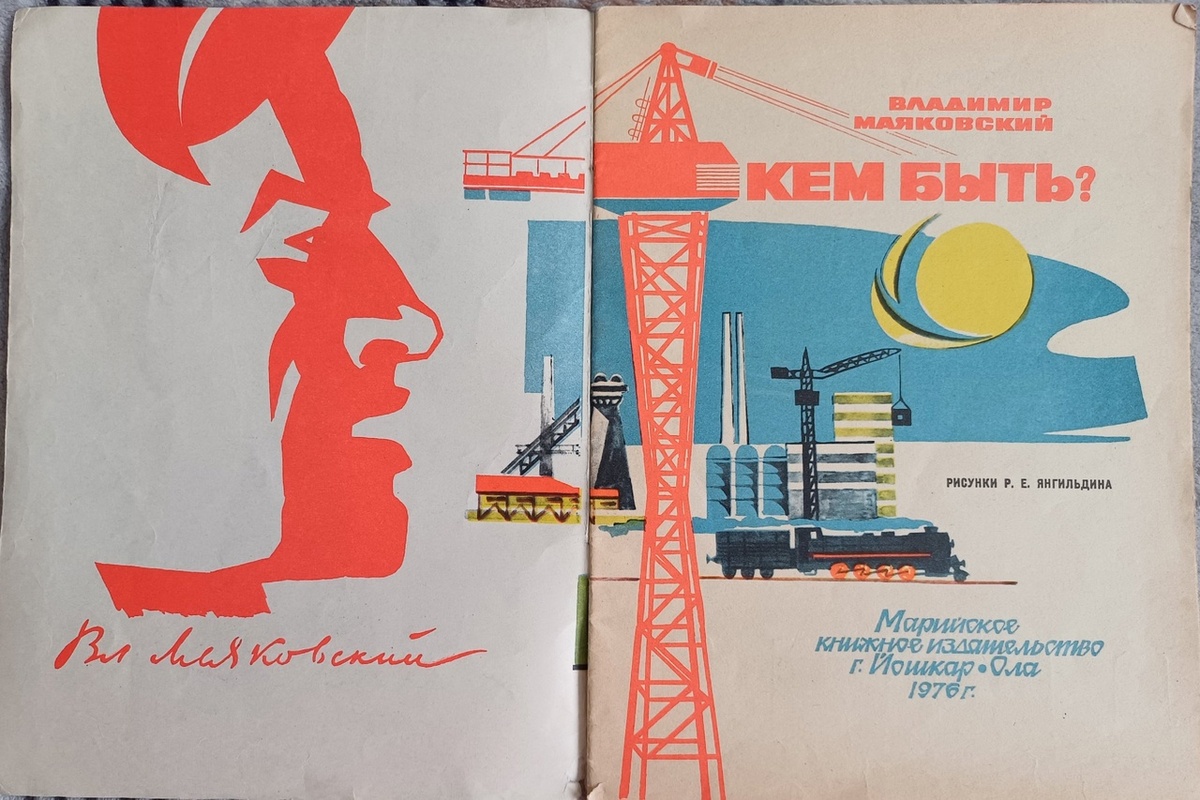 Вл Маяковский
ВЛАДИМИР
МАЯКОВСКИЙ
КЕМ БЫТЬ?
РИСУНКИ Р. Е. ЯНГИЛЬДИНА
Марийское
книжное издательство
г. Йошкар•Ола
1976 г.